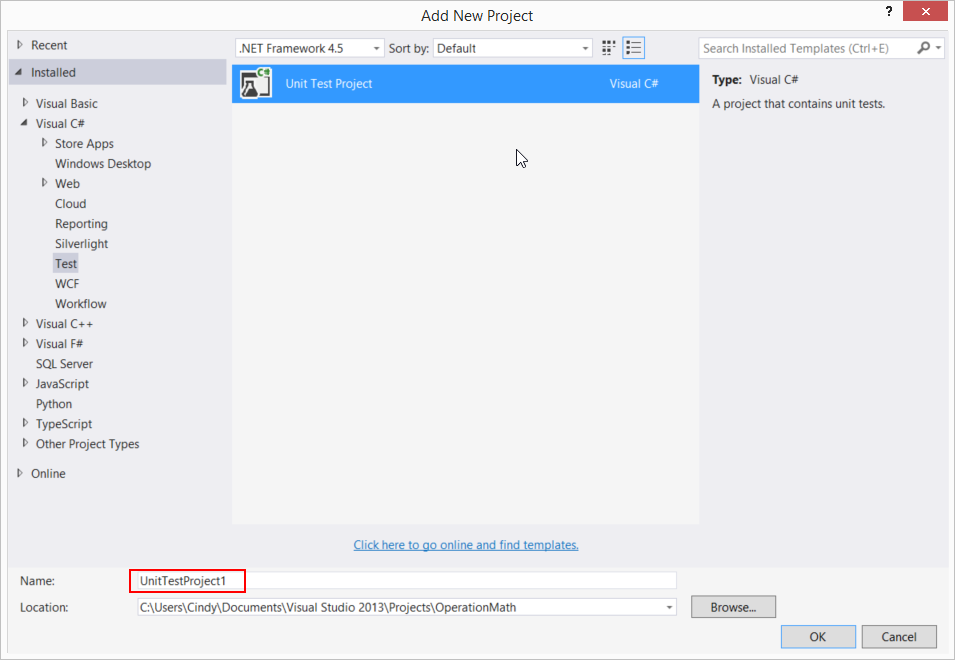 Add New Project
?
Recent
Installed
Visual Basic
Visual C#
Store Apps
Windows Desktop
Web
Cloud
Reporting
Silverlight
Test
WCF
Workflow
Visual C++
Visual F#
SQL Server
JavaScript
Python
TypeScript
Other Project Types
Online
.NET Framework 4.5 Sort by: Default
C# Unit Test Project Visual C#
Search Installed Templates (Ctrl+E)
Type: Visual C#
A project that contains unit tests.
Click here to go online and find templates.
Name: UnitTestProject1
Location: C:\Users\Cindy\Documents\Visual Studio 2013\Projects\OperationMath Browse...
OK Cancel